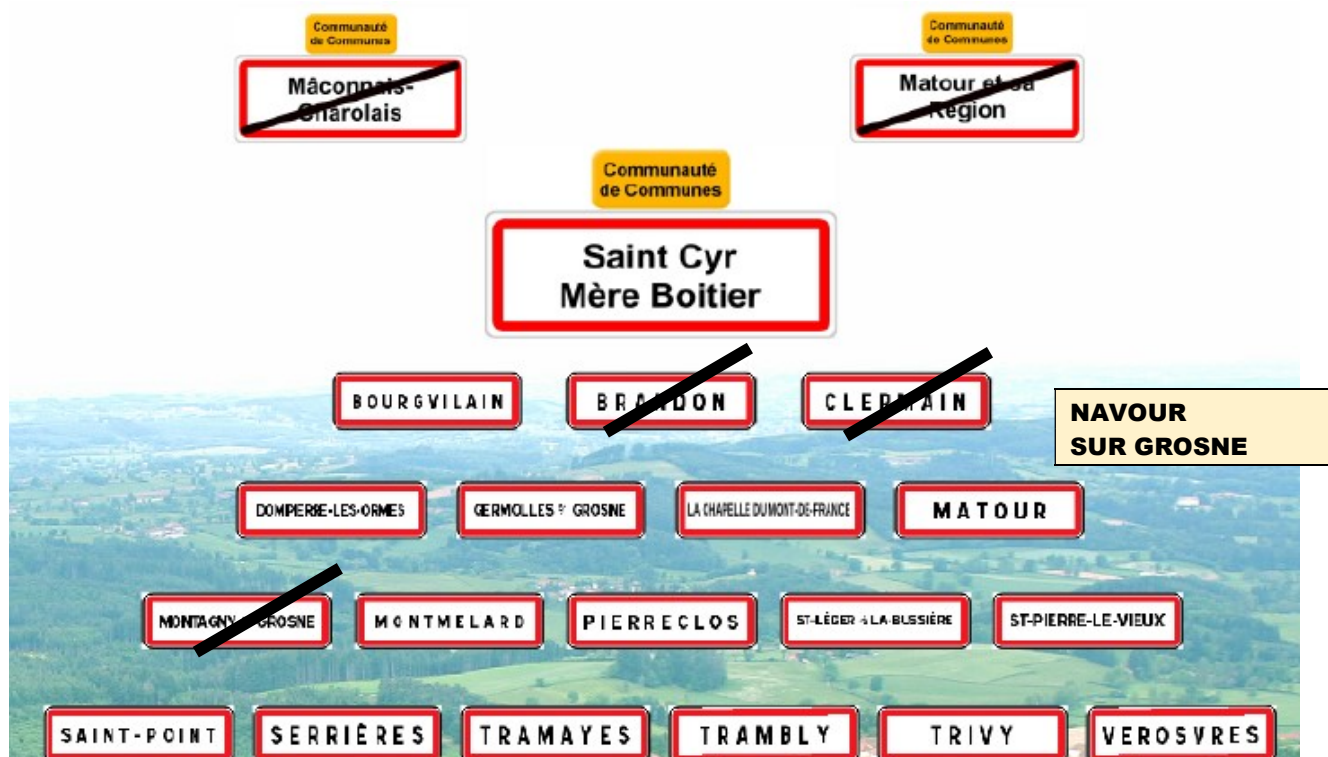 Communauté
de Communes
Mâconnais-
Charolais
Communauté
de Communes
Matour et sa
Région
Communauté
de Communes
Saint Cyr
Mère Boitier
BOURGVILAIN
BRANDON
CLERMAIN
NAVOUR
SUR GROSNE
DOMPIERRE-LES-ORMES
GERMOLLES S/ GROSNE
LA CHAPELLE DU MONT-DE-FRANCE
MATOUR
MONTAGNY GROSNE
MONTMELARD
PIERRECLOS
ST-LÉGER S/S LA-BUSSIÈRE
ST-PIERRE-LE-VIEUX
SAINT-POINT
SERRIÈRES
TRAMAYES
TRAMBLY
TRIVY
VEROSVRES